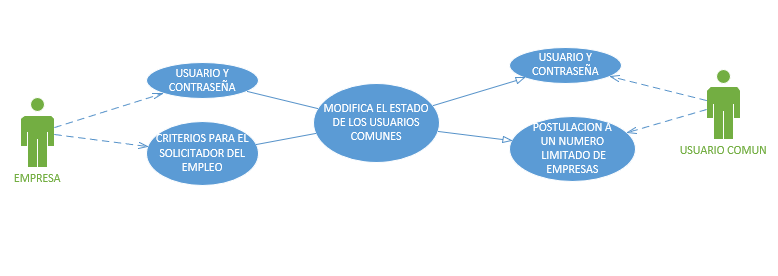 USUARIO Y
CONTRASEÑA
CRITERIOS PARA EL
SOLICITADOR DEL
EMPLEO
EMPRESA
MODIFICA EL ESTADO
DE LOS USUARIOS
COMUNES
USUARIO Y
CONTRASEÑA
POSTULACION A
UN NUMERO
LIMITADO DE
EMPRESAS
USUARIO COMUN